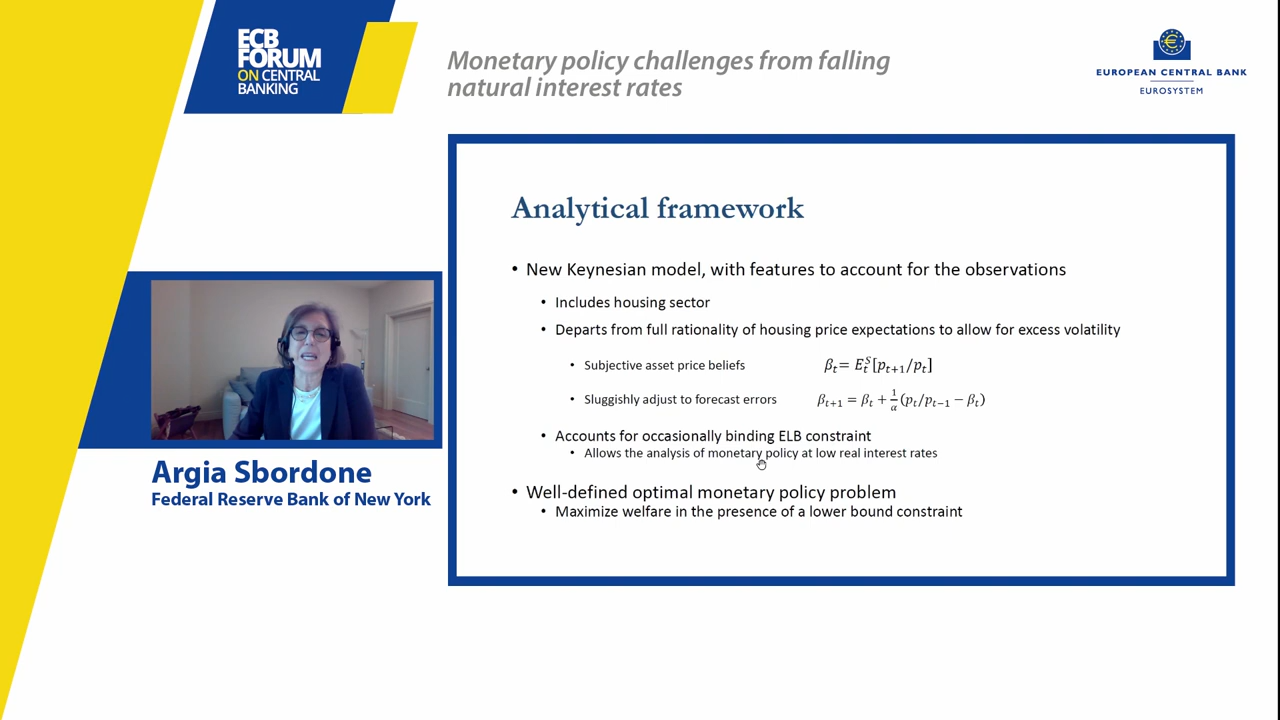 ECB
FORUM
ON CENTRAL
BANKING
Monetary policy challenges from falling
natural interest rates
EUROPEAN CENTRAL BANK
EUROSYSTEM
Analytical framework
• New Keynesian model, with features to account for the observations
• Includes housing sector
• Departs from full rationality of housing price expectations to allow for excess volatility
• Subjective asset price beliefs β_t = E_t^S [p_{t+1}/p_t]
• Sluggishly adjust to forecast errors β_{t+1} = β_t + 1/α (p_t/p_{t−1} − β_t)
• Accounts for occasionally binding ELB constraint
• Allows the analysis of monetary policy at low real interest rates
• Well-defined optimal monetary policy problem
• Maximize welfare in the presence of a lower bound constraint
Argia Sbordone
Federal Reserve Bank of New York